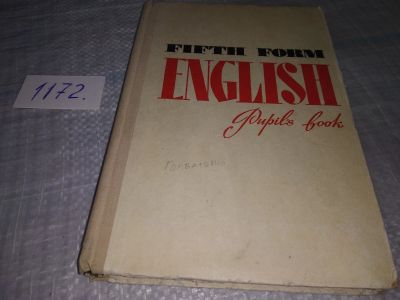 1172.
FIFTH FORM
ENGLISH
Pupil's book